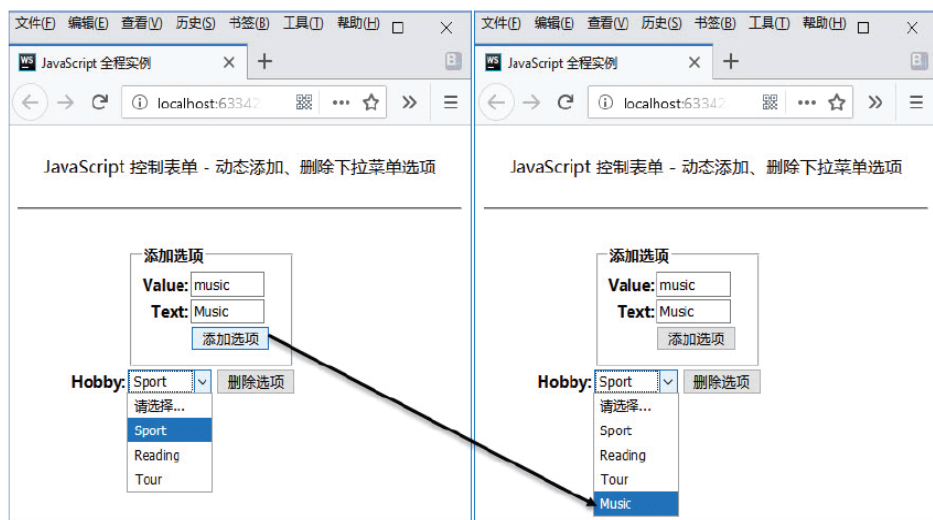 文件(F) 编辑(E) 查看(V) 历史(S) 书签(B) 工具(T) 帮助(H)
WS JavaScript 全程实例
B
localhost:63342
JavaScript 控制表单 - 动态添加、删除下拉菜单选项
添加选项
Value: music
Text: Music
添加选项
Hobby: Sport 删除选项
请选择...
Sport
Reading
Tour
文件(F) 编辑(E) 查看(V) 历史(S) 书签(B) 工具(T) 帮助(H)
WS JavaScript 全程实例
B
localhost:63342
JavaScript 控制表单 - 动态添加、删除下拉菜单选项
添加选项
Value: music
Text: Music
添加选项
Hobby: Sport 删除选项
请选择...
Sport
Reading
Tour
Music